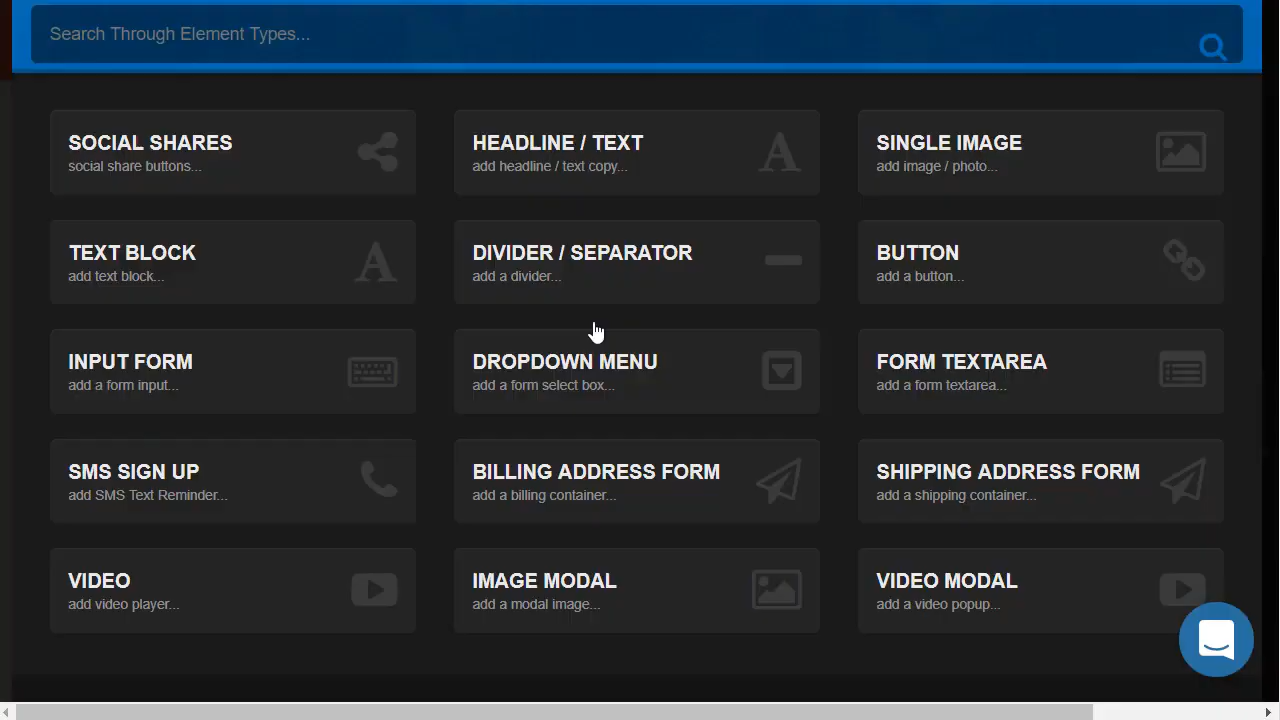 Search Through Element Types...
SOCIAL SHARES
social share buttons...
HEADLINE / TEXT
add headline / text copy...
SINGLE IMAGE
add image / photo...
TEXT BLOCK
add text block...
DIVIDER / SEPARATOR
add a divider...
BUTTON
add a button...
INPUT FORM
add a form input...
DROPDOWN MENU
add a form select box...
FORM TEXTAREA
add a form textarea...
SMS SIGN UP
add SMS Text Reminder...
BILLING ADDRESS FORM
add a billing container...
SHIPPING ADDRESS FORM
add a shipping container...
VIDEO
add video player...
IMAGE MODAL
add a modal image...
VIDEO MODAL
add a video popup...